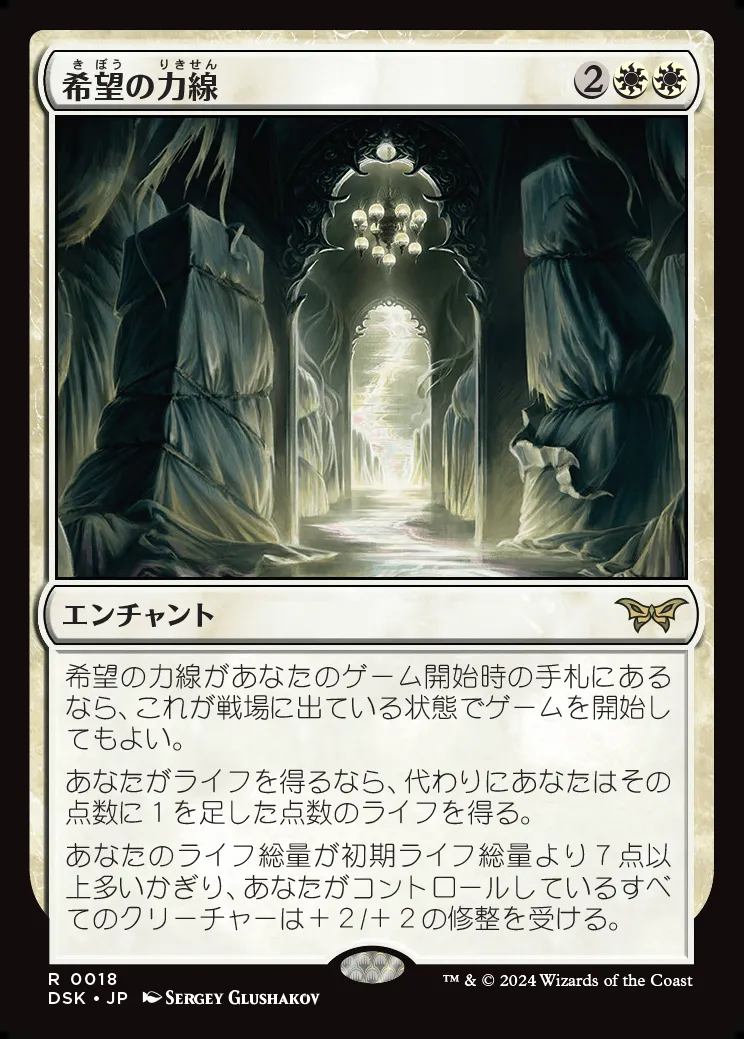 きぼう りきせん
希望の力線 2
エンチャント
希望の力線があなたのゲーム開始時の手札にある
なら、これが戦場に出ている状態でゲームを開始し
てもよい。
あなたがライフを得るなら、代わりにあなたはその
点数に１を足した点数のライフを得る。
あなたのライフ総量が初期ライフ総量より７点以
上多いかぎり、あなたがコントロールしているすべ
てのクリーチャーは＋２/＋２の修整を受ける。
R 0018
DSK • JP Sergey Glushakov
™ & © 2024 Wizards of the Coast